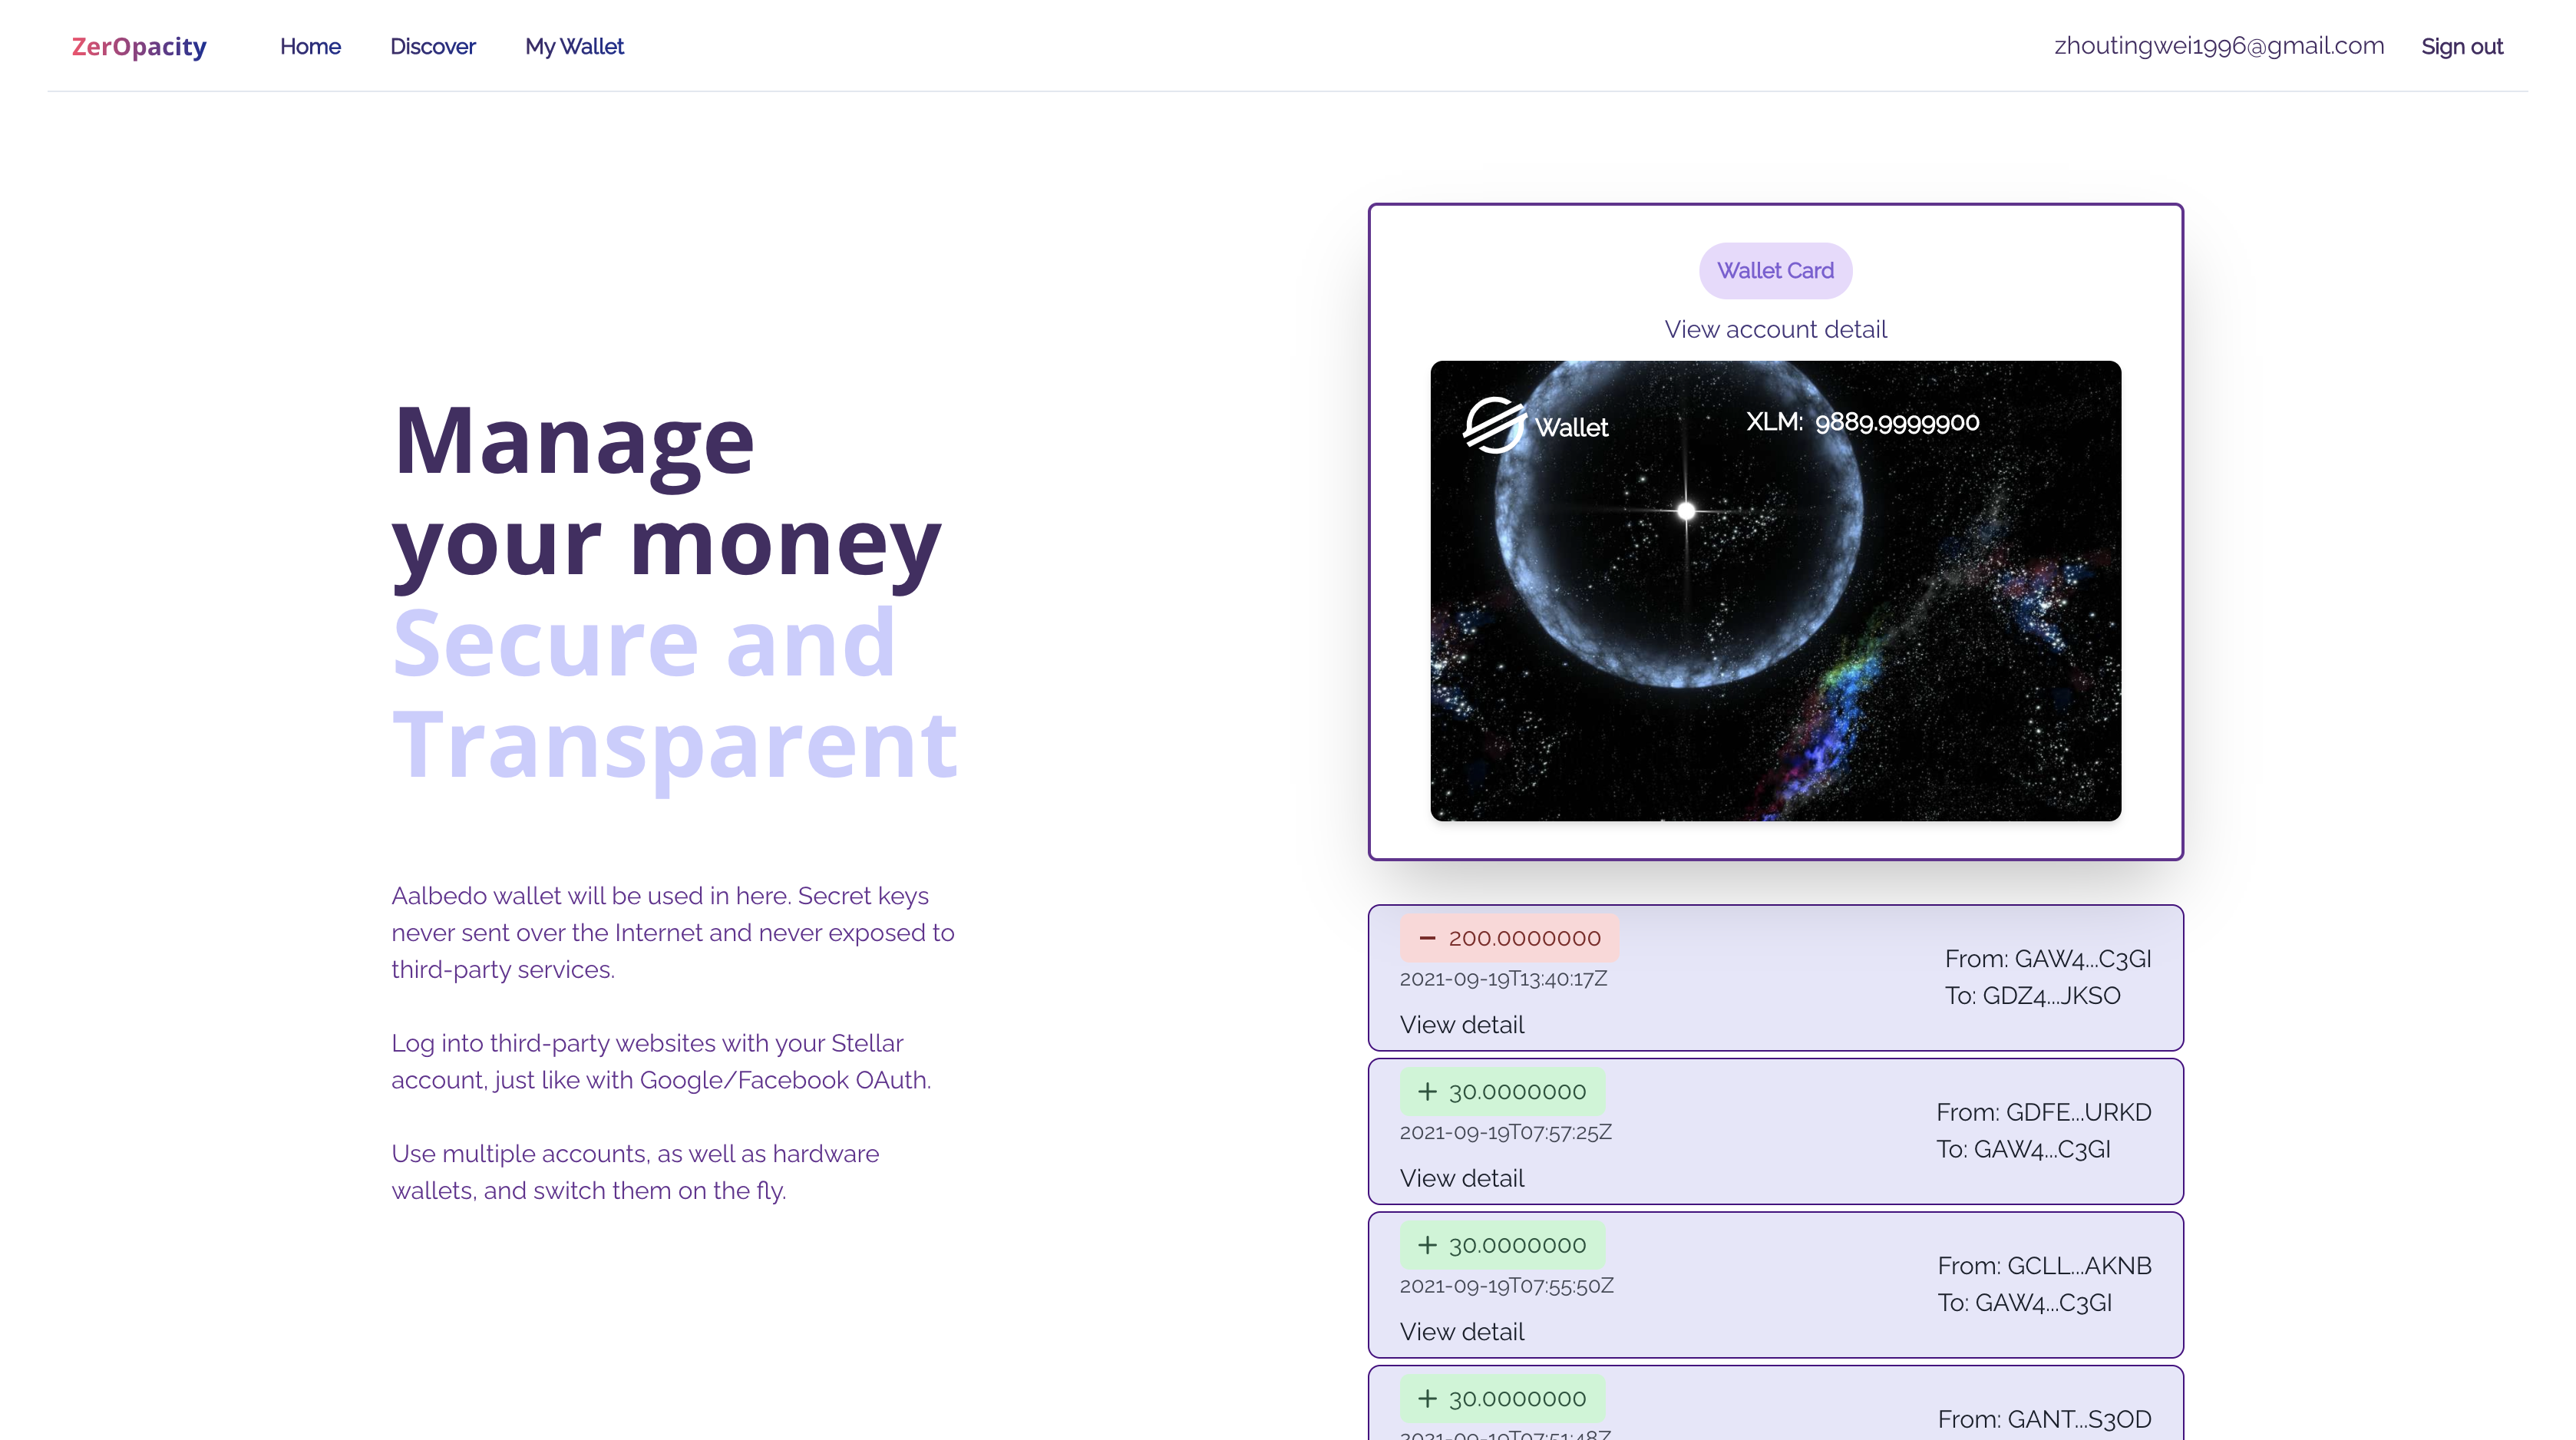 ZerOpacity
Home
Discover
My Wallet
zhoutingwei1996@gmail.com
Sign out
Manage
your money
Secure and
Transparent
Aalbedo wallet will be used in here. Secret keys
never sent over the Internet and never exposed to
third-party services.
Log into third-party websites with your Stellar
account, just like with Google/Facebook OAuth.
Use multiple accounts, as well as hardware
wallets, and switch them on the fly.
Wallet Card
View account detail
Wallet
XLM: 9889.9999900
− 200.0000000
2021-09-19T13:40:17Z
View detail
From: GAW4...C3GI
To: GDZ4...JKSO
+ 30.0000000
2021-09-19T07:57:25Z
View detail
From: GDFE...URKD
To: GAW4...C3GI
+ 30.0000000
2021-09-19T07:55:50Z
View detail
From: GCLL...AKNB
To: GAW4...C3GI
+ 30.0000000
2021-09-19T07:51:48Z
From: GANT...S3OD